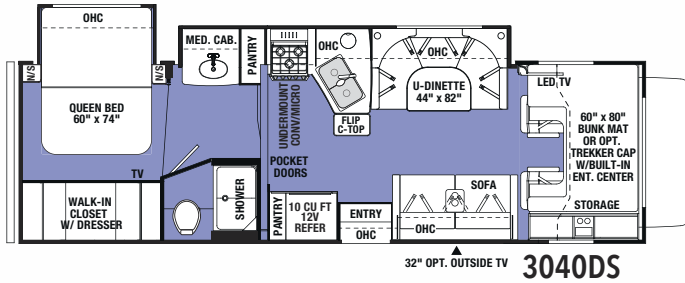 OHC
N/S
N/S
QUEEN BED
60" x 74"
TV
WALK-IN
CLOSET
W/ DRESSER
MED. CAB.
PANTRY
SHOWER
UNDERMOUNT
CONV/MICRO
POCKET
DOORS
OHC
FLIP
C-TOP
OHC
U-DINETTE
44" x 82"
PANTRY
10 CU FT
12V
REFER
ENTRY
OHC
SOFA
OHC
32" OPT. OUTSIDE TV
LED TV
60" x 80"
BUNK MAT
OR OPT.
TREKKER CAP
W/BUILT-IN
ENT. CENTER
STORAGE
3040DS